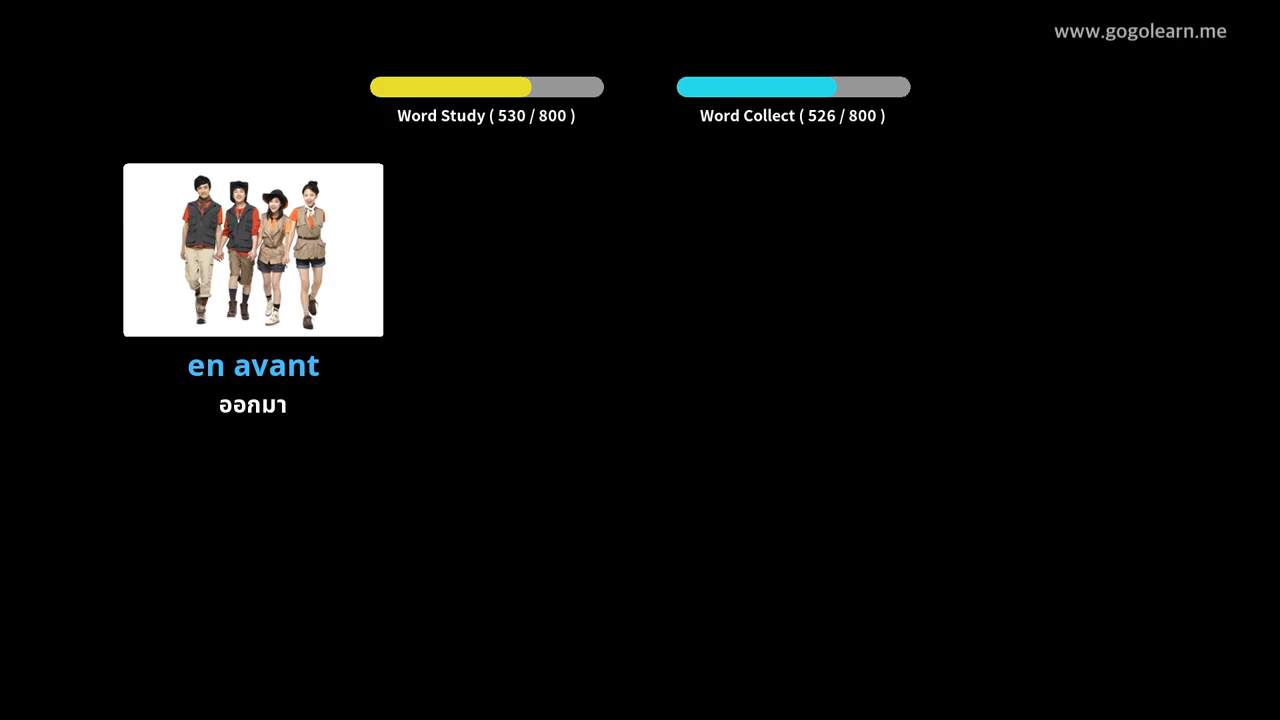 www.gogolearn.me
Word Study ( 530 / 800 )
Word Collect ( 526 / 800 )
en avant
ออกมา